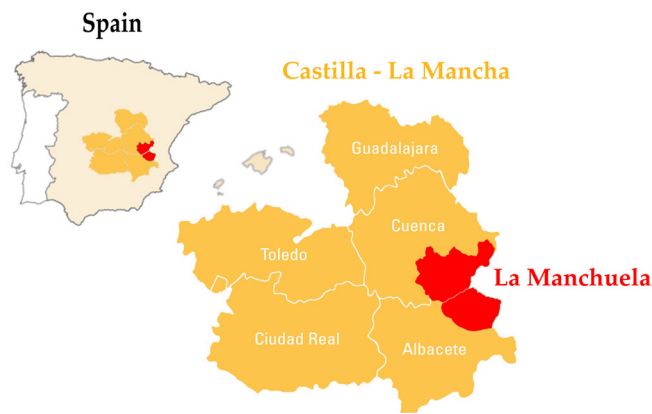 Spain
Castilla - La Mancha
Guadalajara
Cuenca
Toledo
La Manchuela
Ciudad Real
Albacete